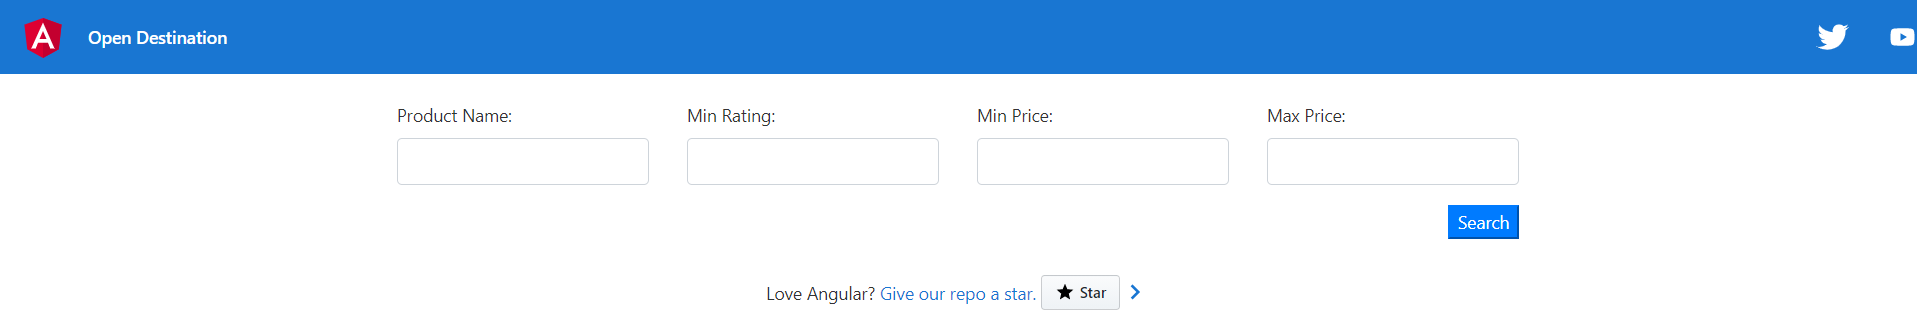 A Open Destination
Product Name: Min Rating: Min Price: Max Price:
Search
Love Angular? Give our repo a star. Star